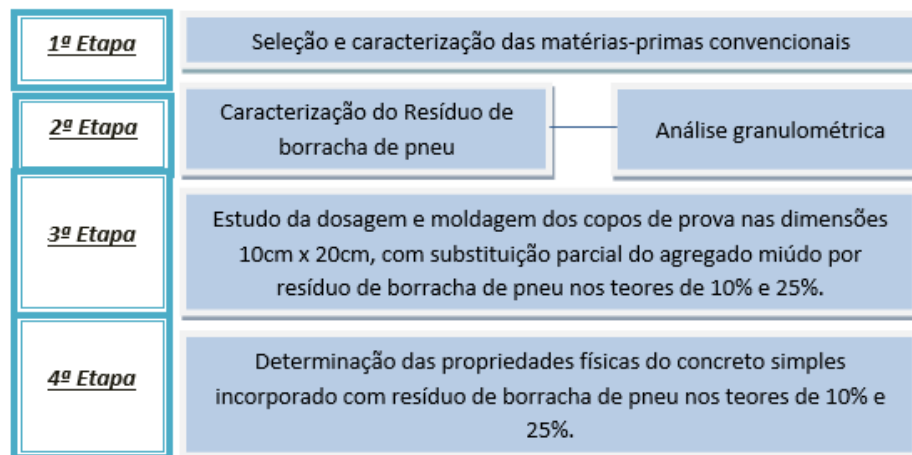 1ª Etapa
Seleção e caracterização das matérias-primas convencionais
2ª Etapa
Caracterização do Resíduo de
borracha de pneu
Análise granulométrica
3ª Etapa
Estudo da dosagem e moldagem dos copos de prova nas dimensões
10cm x 20cm, com substituição parcial do agregado miúdo por
resíduo de borracha de pneu nos teores de 10% e 25%.
4ª Etapa
Determinação das propriedades físicas do concreto simples
incorporado com resíduo de borracha de pneu nos teores de 10% e
25%.